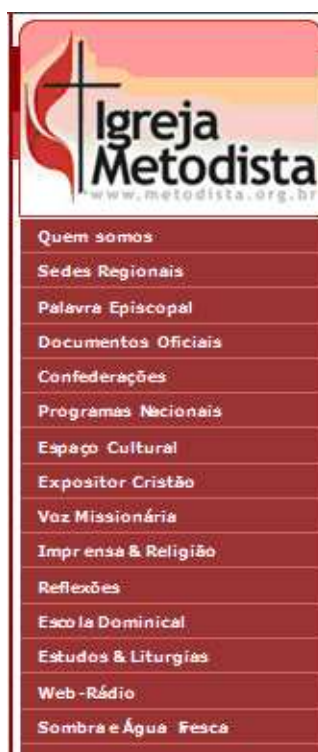 Igreja
Metodista
www.metodista.org.br
Quem somos
Sedes Regionais
Palavra Episcopal
Documentos Oficiais
Confederações
Programas Nacionais
Espaço Cultural
Expositor Cristão
Voz Missionária
Imprensa & Religião
Reflexões
Escola Dominical
Estudos & Liturgias
Web-Rádio
Sombra e Água Fesca